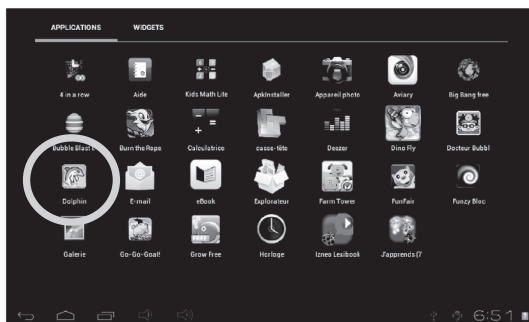 APPLICATIONS WIDGETS
4 in a row Aide Kids Math Lite ApkInstaller Appareil photo Aviary Big Bang free
Bubble Blast Burn the Rope Calculatrice casse-tête Deezer Dino Fly Docteur Bubbl
Dolphin E-mail eBook Explorateur Farm Tower FunFair Funzy Bloc
Galerie Go-Go-Goat! Grow Free Horloge Izneo Lexibook J'apprends (7
6:51